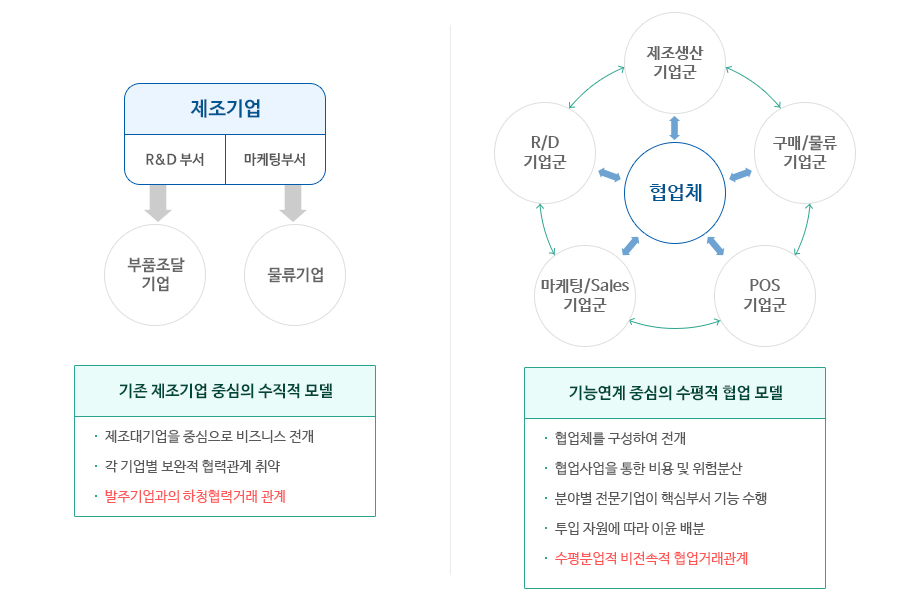 제조기업
R&D 부서
마케팅부서
부품조달
기업
물류기업
기존 제조기업 중심의 수직적 모델
· 제조대기업을 중심으로 비즈니스 전개
· 각 기업별 보완적 협력관계 취약
· 발주기업과의 하청협력거래 관계
제조생산
기업군
R/D
기업군
구매/물류
기업군
협업체
마케팅/Sales
기업군
POS
기업군
기능연계 중심의 수평적 협업 모델
· 협업체를 구성하여 전개
· 협업사업을 통한 비용 및 위험분산
· 분야별 전문기업이 핵심부서 기능 수행
· 투입 자원에 따라 이윤 배분
· 수평분업적 비전속적 협업거래관계